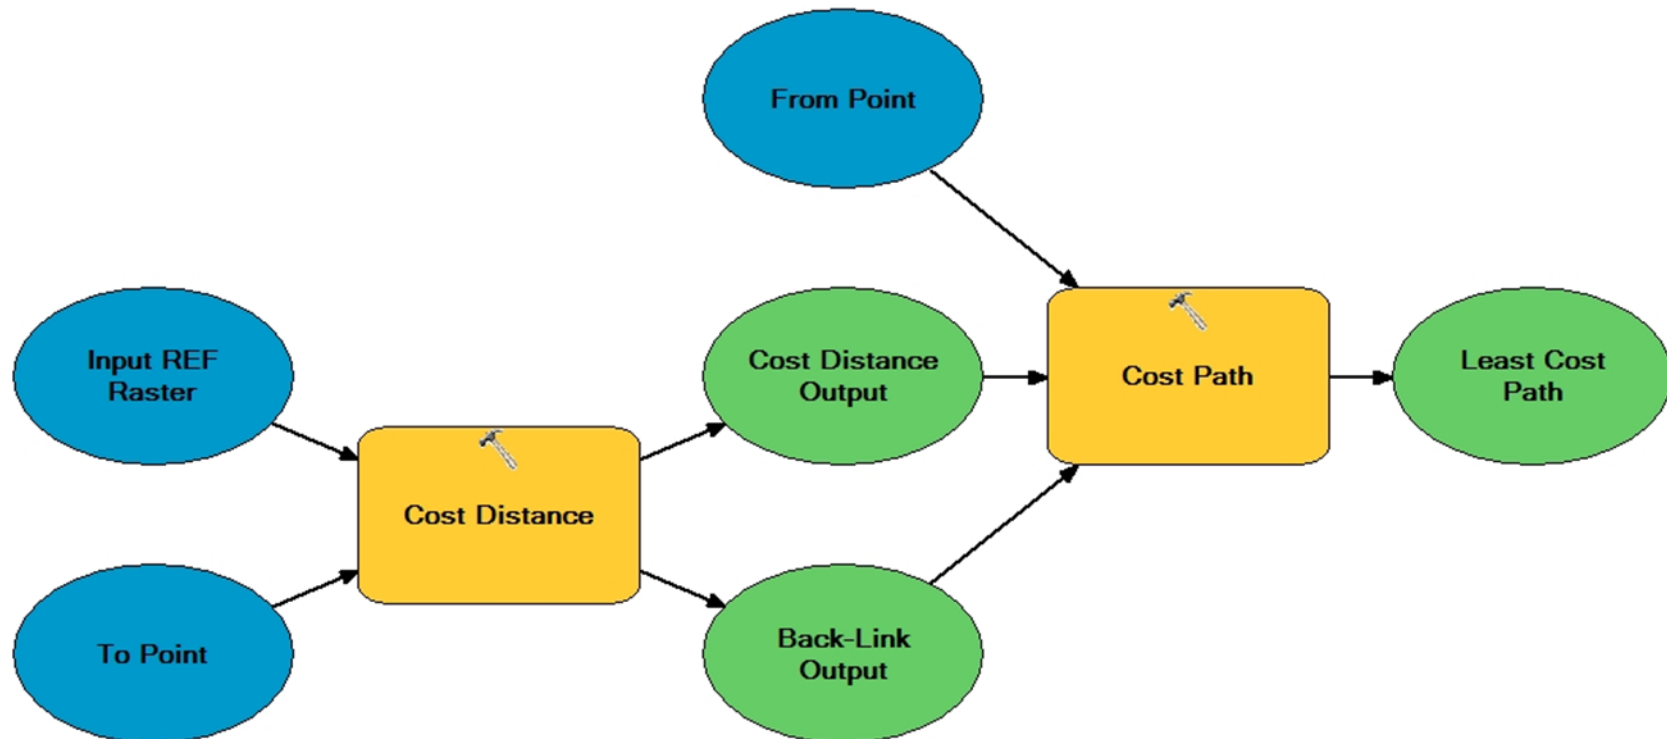 From Point
Input REF
Raster
Cost Distance
Output
Cost Path
Least Cost
Path
Cost Distance
To Point
Back-Link
Output